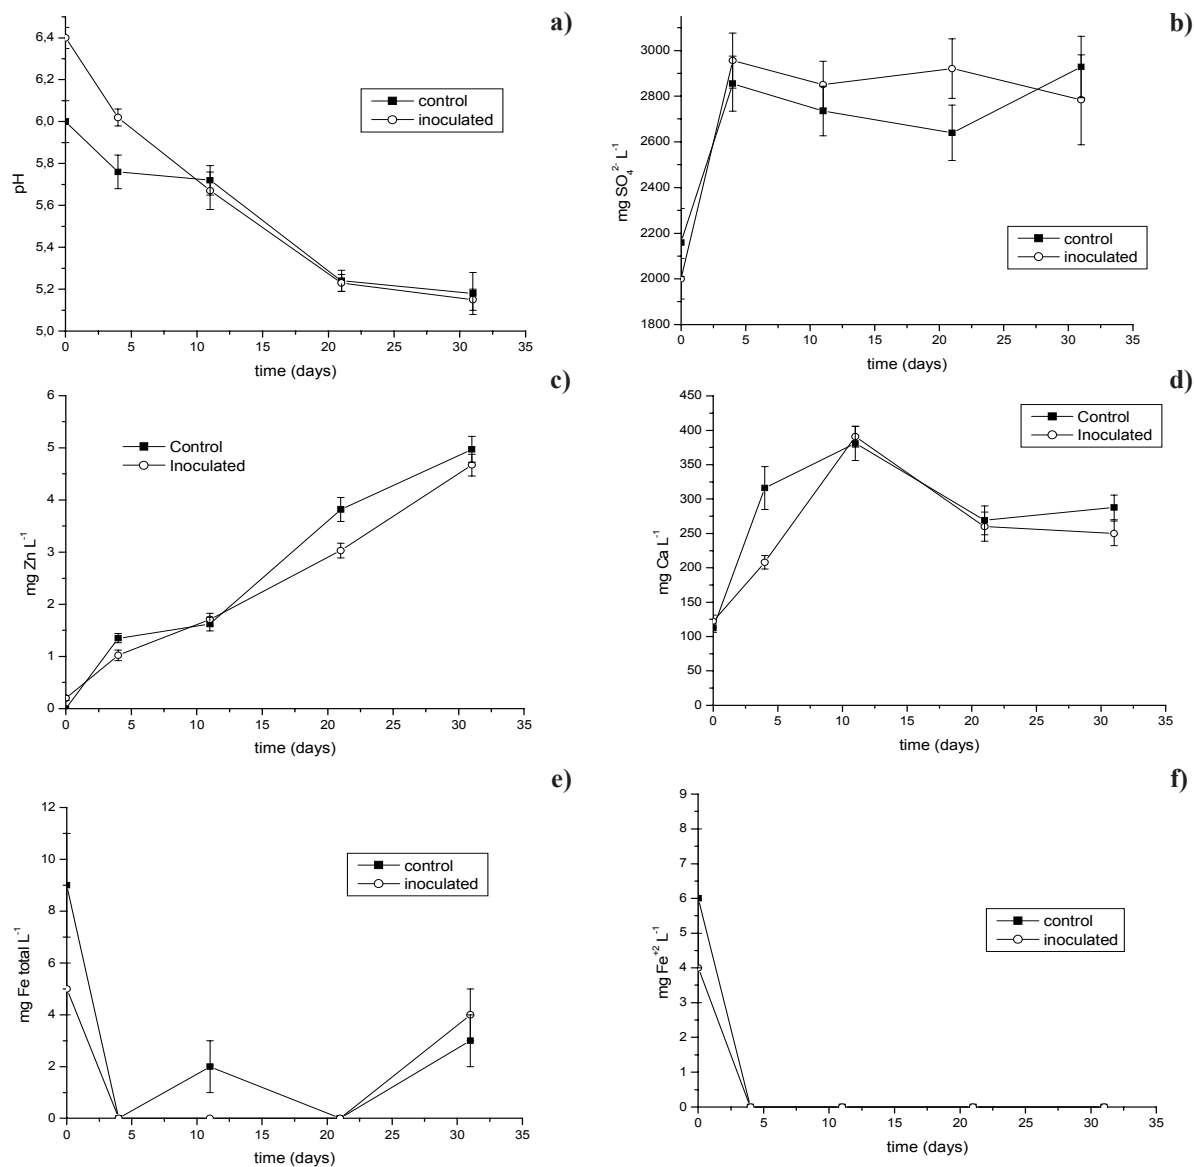 a)
6,4
6,2
6,0
5,8
5,6
5,4
5,2
5,0
pH
0 5 10 15 20 25 30 35
time (days)
control
inoculated
b)
3000
2800
2600
2400
2200
2000
1800
mg SO₄²⁻ L⁻¹
0 5 10 15 20 25 30 35
time (days)
control
inoculated
c)
6
5
4
3
2
1
0
mg Zn L⁻¹
0 5 10 15 20 25 30 35
time (days)
Control
Inoculated
d)
450
400
350
300
250
200
150
100
50
0
mg Ca L⁻¹
0 5 10 15 20 25 30 35
time (days)
Control
Inoculated
e)
12
10
8
6
4
2
0
mg Fe total L⁻¹
0 5 10 15 20 25 30 35
time (days)
control
inoculated
f)
9
8
7
6
5
4
3
2
1
0
mg Fe⁺² L⁻¹
0 5 10 15 20 25 30 35
time (days)
control
inoculated